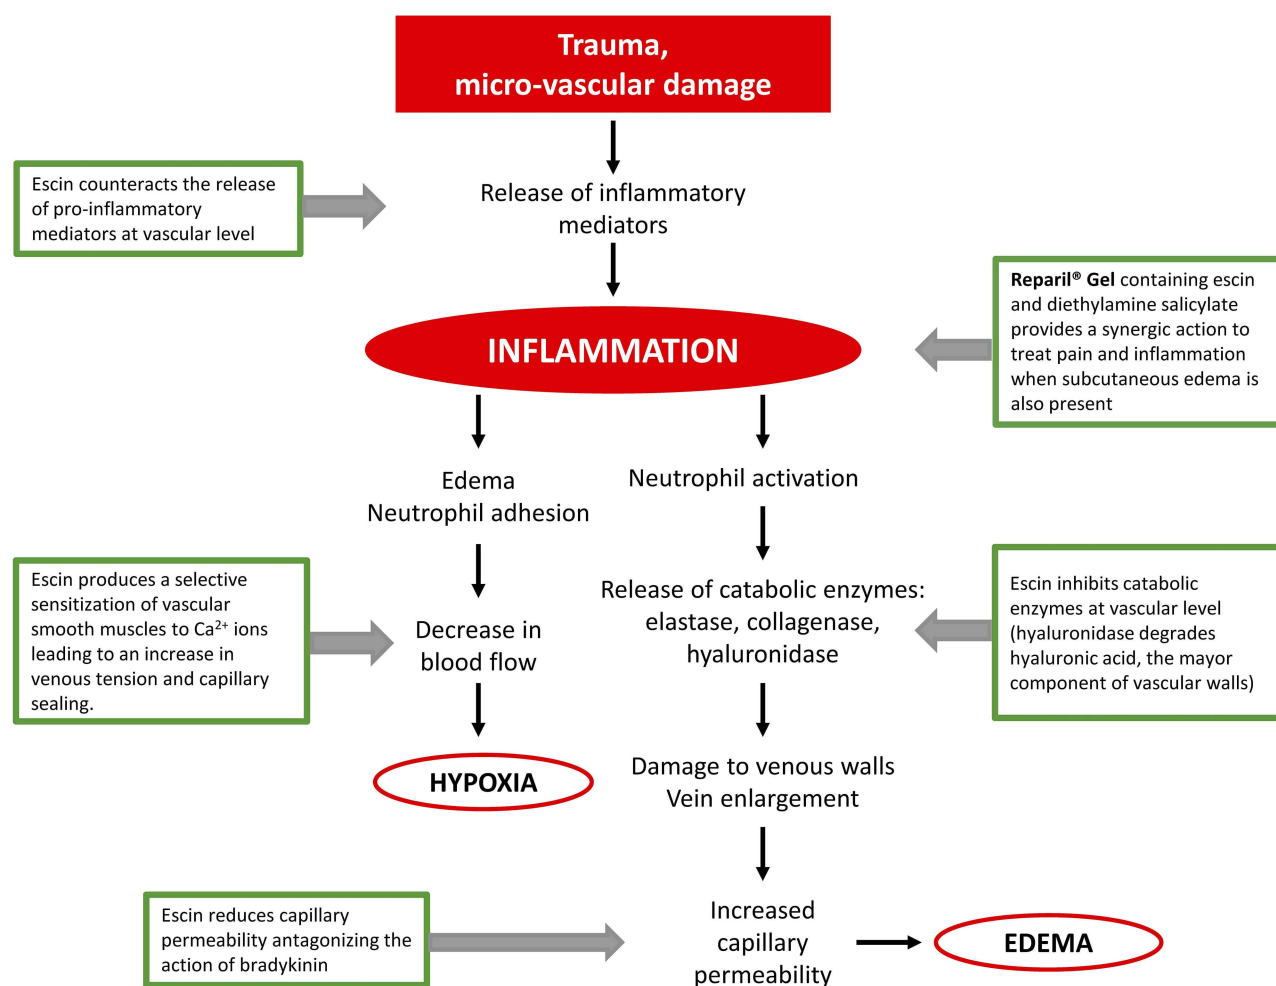 Trauma,
micro-vascular damage
Escin counteracts the release
of pro-inflammatory
mediators at vascular level
Release of inflammatory
mediators
Reparil® Gel containing escin
and diethylamine salicylate
provides a synergic action to
treat pain and inflammation
when subcutaneous edema is
also present
INFLAMMATION
Edema
Neutrophil adhesion
Neutrophil activation
Escin produces a selective
sensitization of vascular
smooth muscles to Ca²⁺ ions
leading to an increase in
venous tension and capillary
sealing.
Decrease in
blood flow
Release of catabolic enzymes:
elastase, collagenase,
hyaluronidase
Escin inhibits catabolic
enzymes at vascular level
(hyaluronidase degrades
hyaluronic acid, the mayor
component of vascular walls)
HYPOXIA
Damage to venous walls
Vein enlargement
Escin reduces capillary
permeability antagonizing the
action of bradykinin
Increased
capillary
permeability
EDEMA